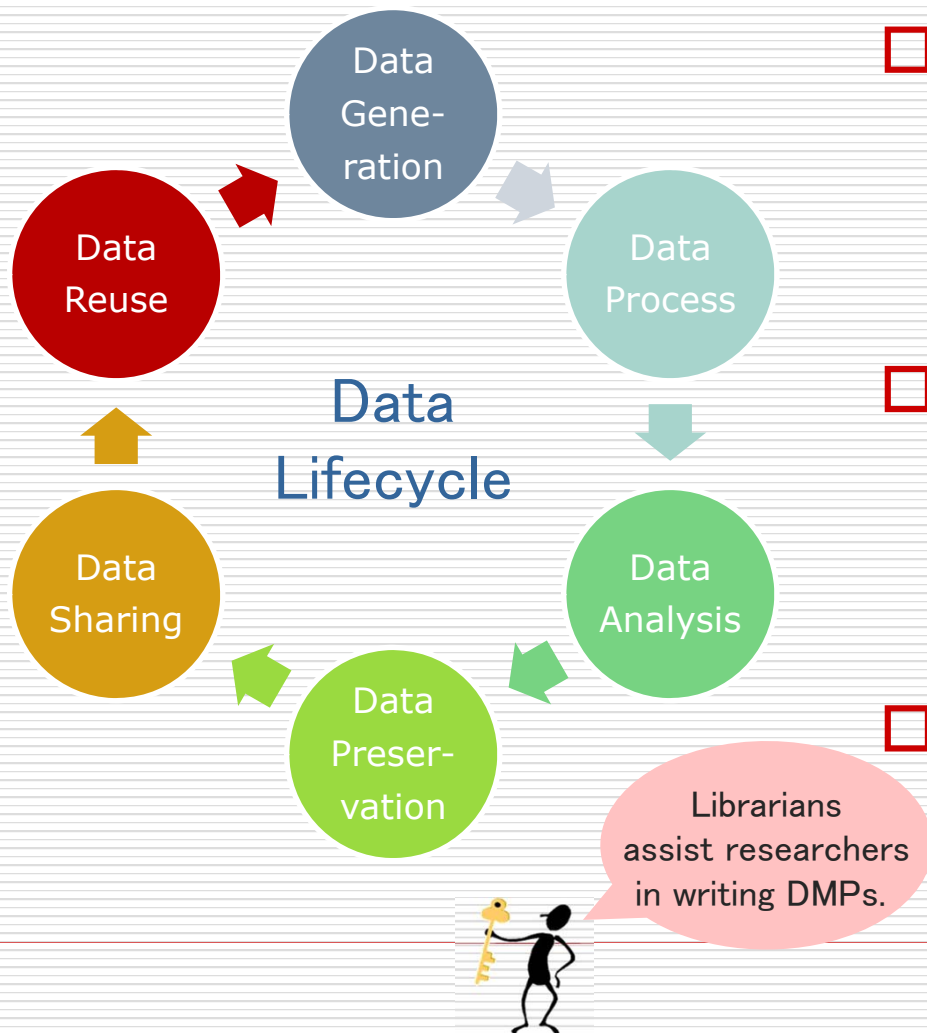 Data
Gene-
ration
Data
Process
Data
Analysis
Data
Preser-
vation
Data
Sharing
Data
Reuse
Data
Lifecycle
Librarians
assist researchers
in writing DMPs.